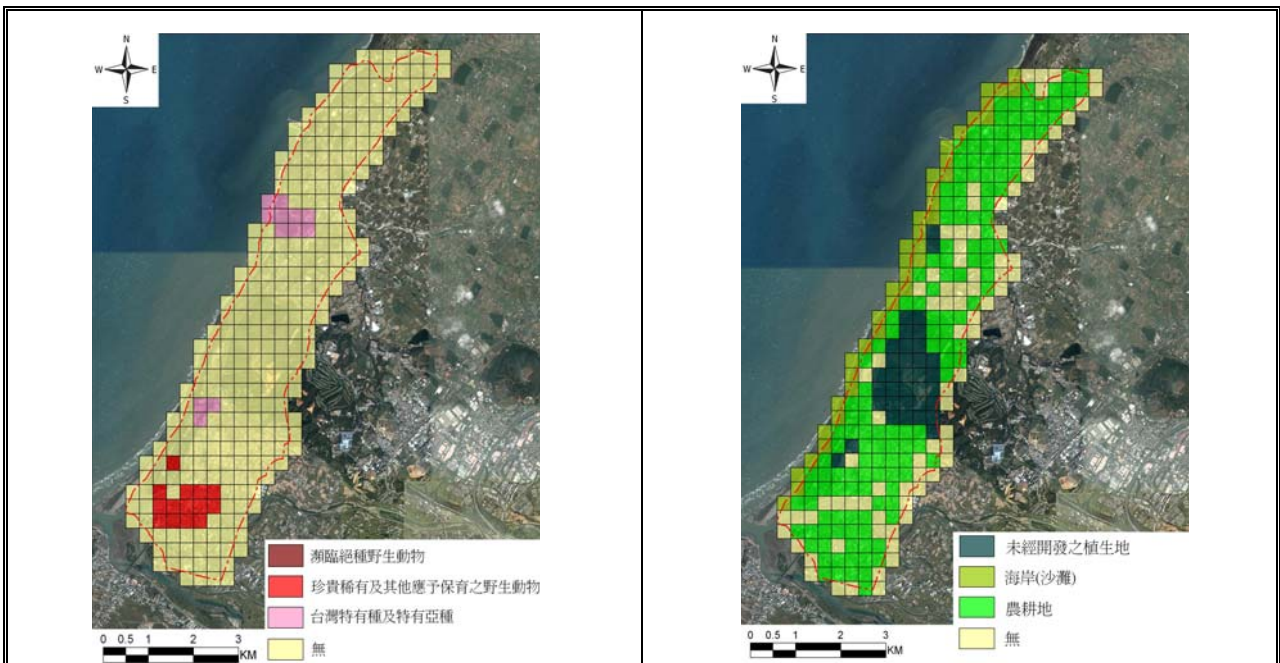 N
W E
S
瀕臨絕種野生動物
珍貴稀有及其他應予保育之野生動物
台灣特有種及特有亞種
無
0 0.5 1 2 3
KM
N
W E
S
未經開發之植生地
海岸(沙灘)
農耕地
無
0 0.5 1 2 3
KM